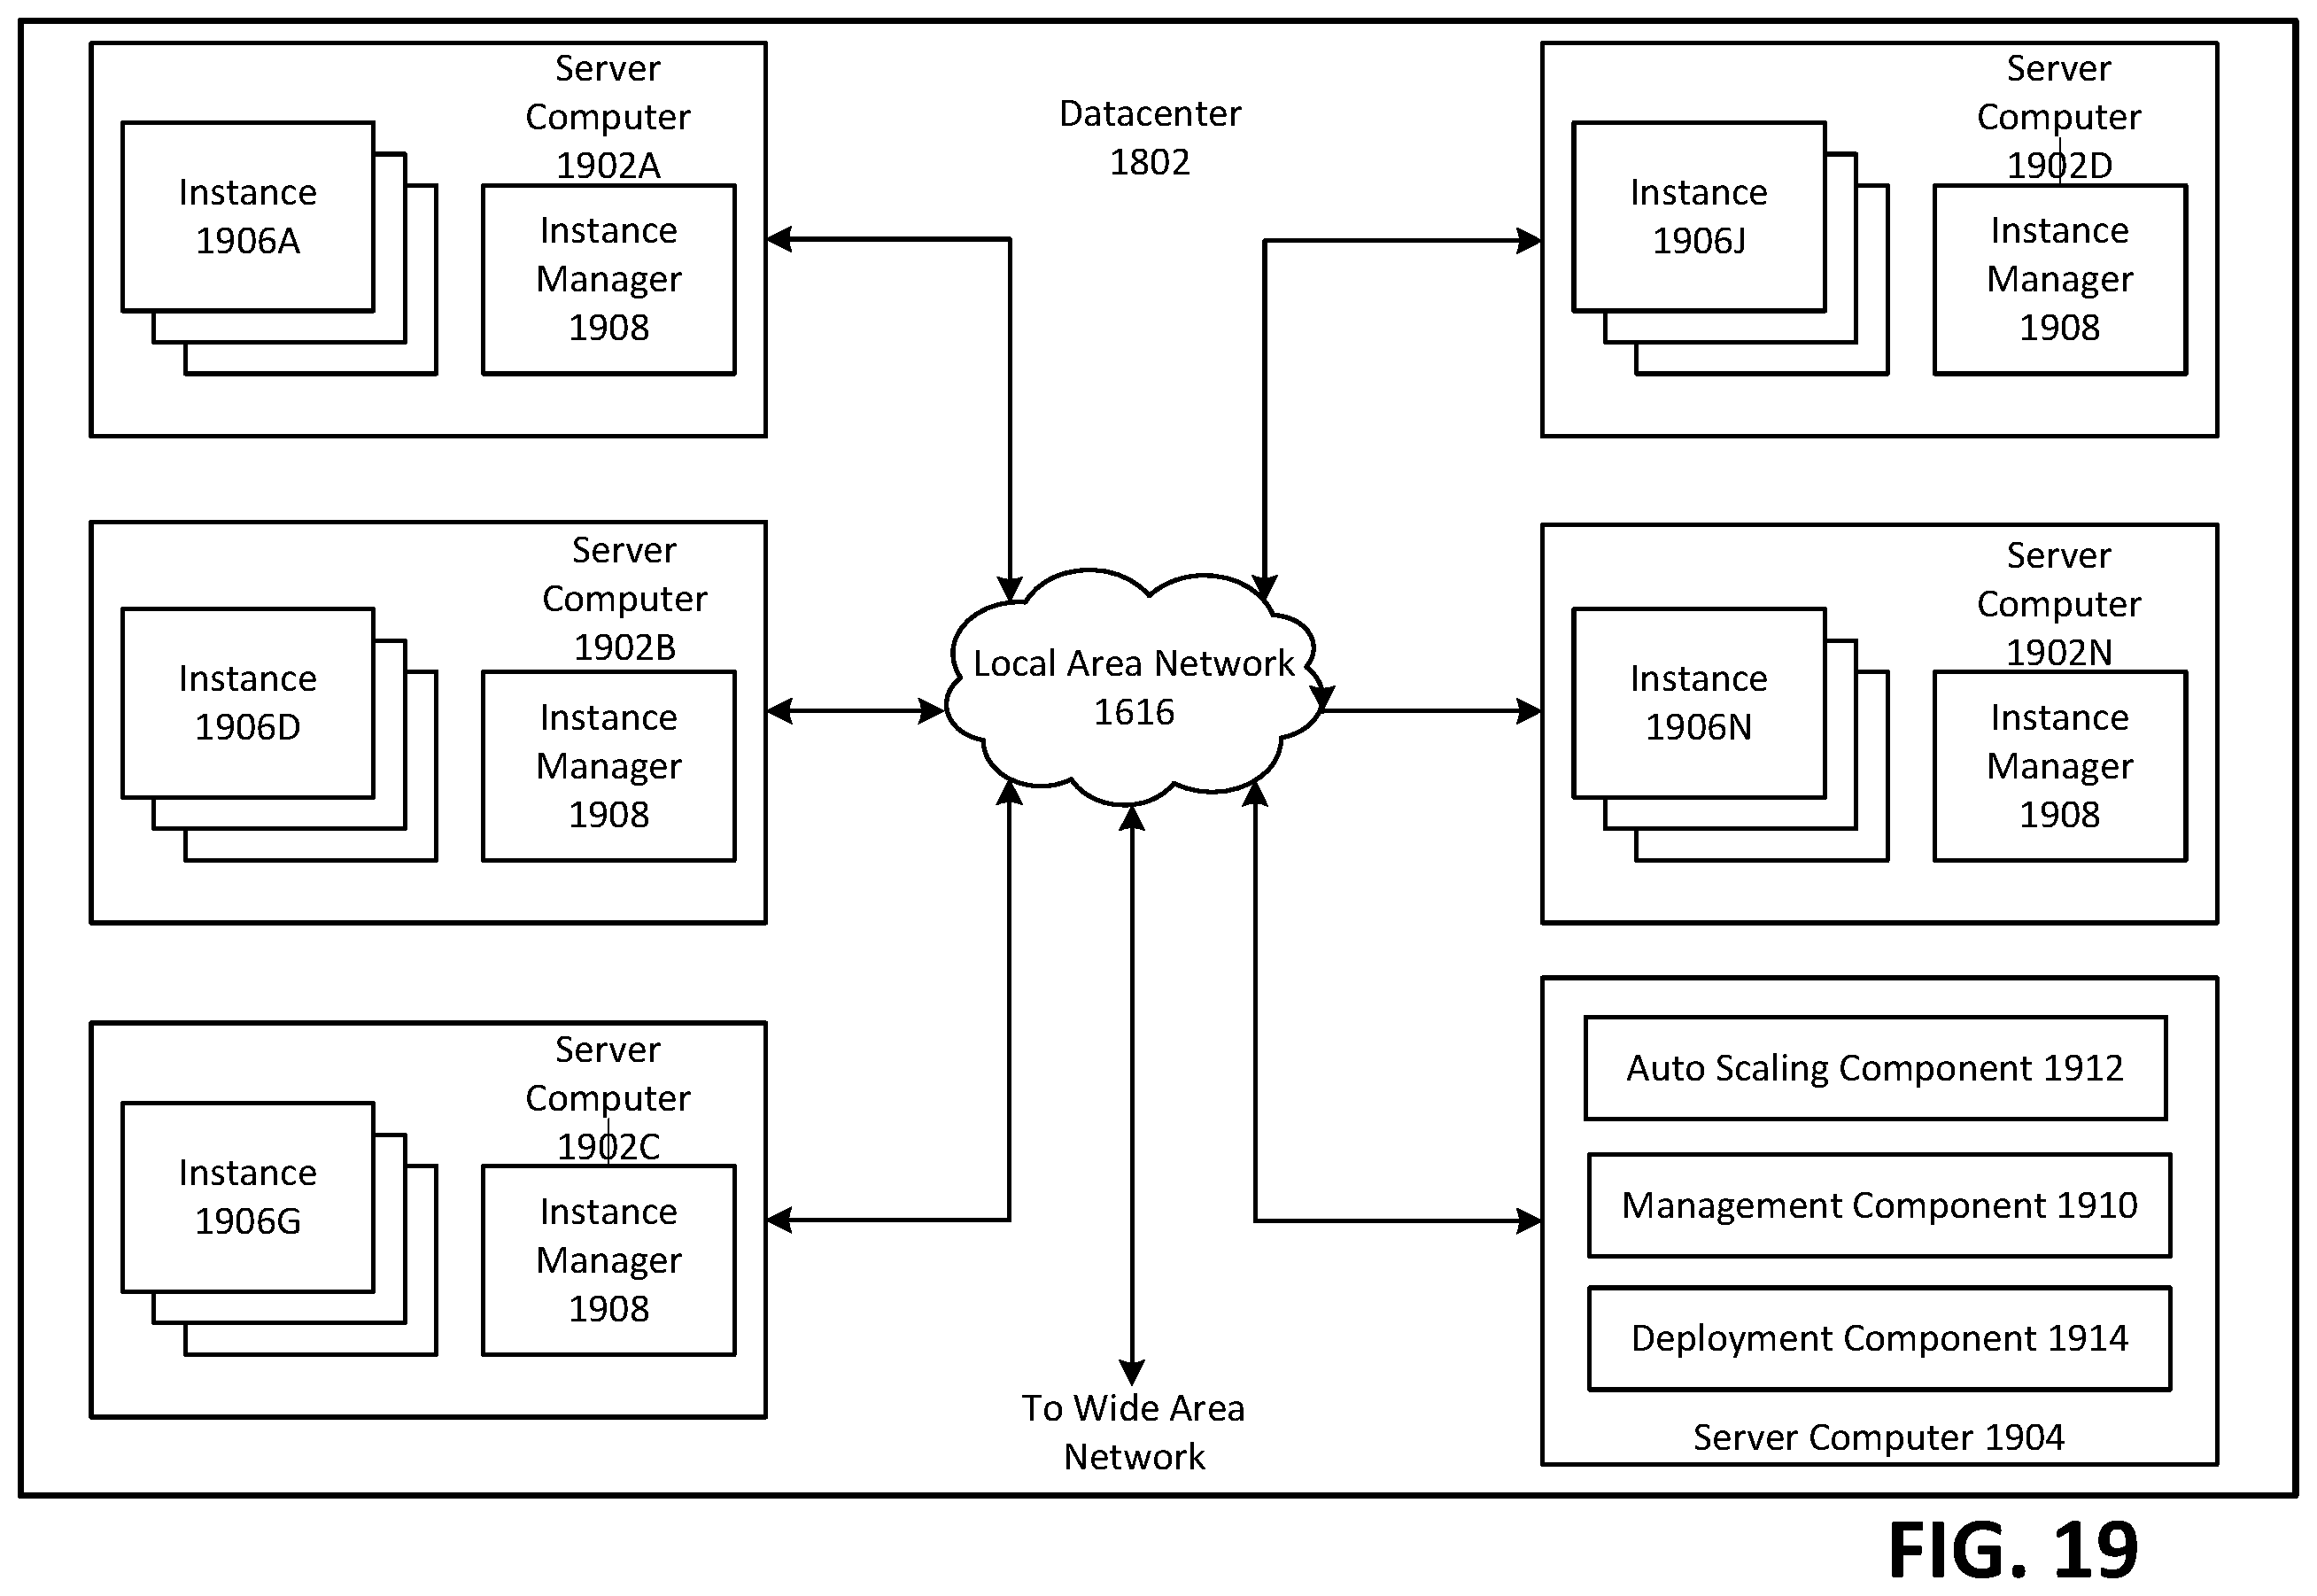 Server
Computer
1902A
Instance
1906A
Instance
Manager
1908
Datacenter
1802
Server
Computer
1902D
Instance
1906J
Instance
Manager
1908
Server
Computer
1902B
Instance
1906D
Instance
Manager
1908
Local Area Network
1616
Server
Computer
1902N
Instance
1906N
Instance
Manager
1908
Server
Computer
1902C
Instance
1906G
Instance
Manager
1908
To Wide Area
Network
Auto Scaling Component 1912
Management Component 1910
Deployment Component 1914
Server Computer 1904
FIG. 19